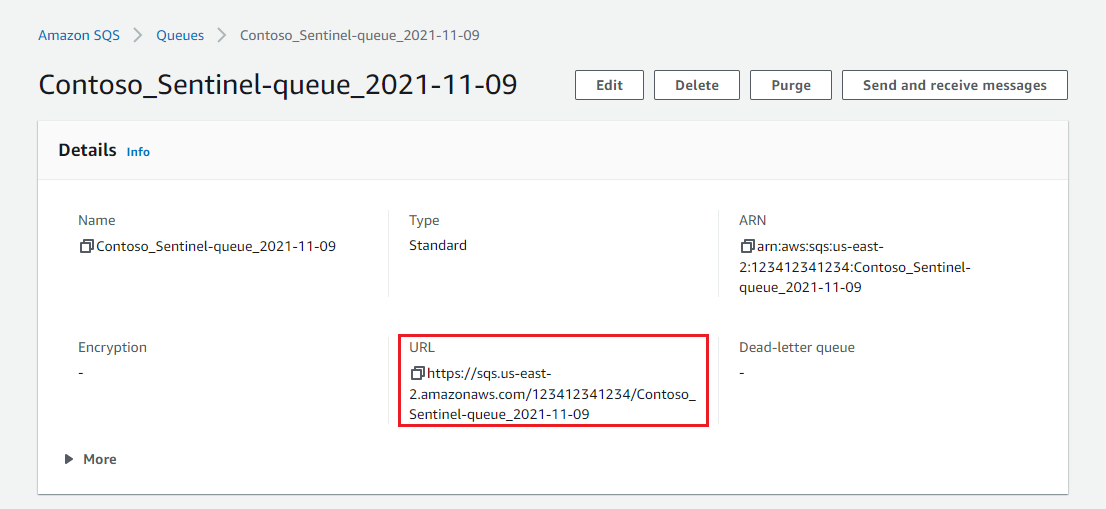 Amazon SQS > Queues > Contoso_Sentinel-queue_2021-11-09
Contoso_Sentinel-queue_2021-11-09
Edit
Delete
Purge
Send and receive messages
Details Info
Name
Contoso_Sentinel-queue_2021-11-09
Type
Standard
ARN
arn:aws:sqs:us-east-
2:123412341234:Contoso_Sentinel-
queue_2021-11-09
Encryption
-
URL
https://sqs.us-east-
2.amazonaws.com/123412341234/Contoso_
Sentinel-queue_2021-11-09
Dead-letter queue
-
More